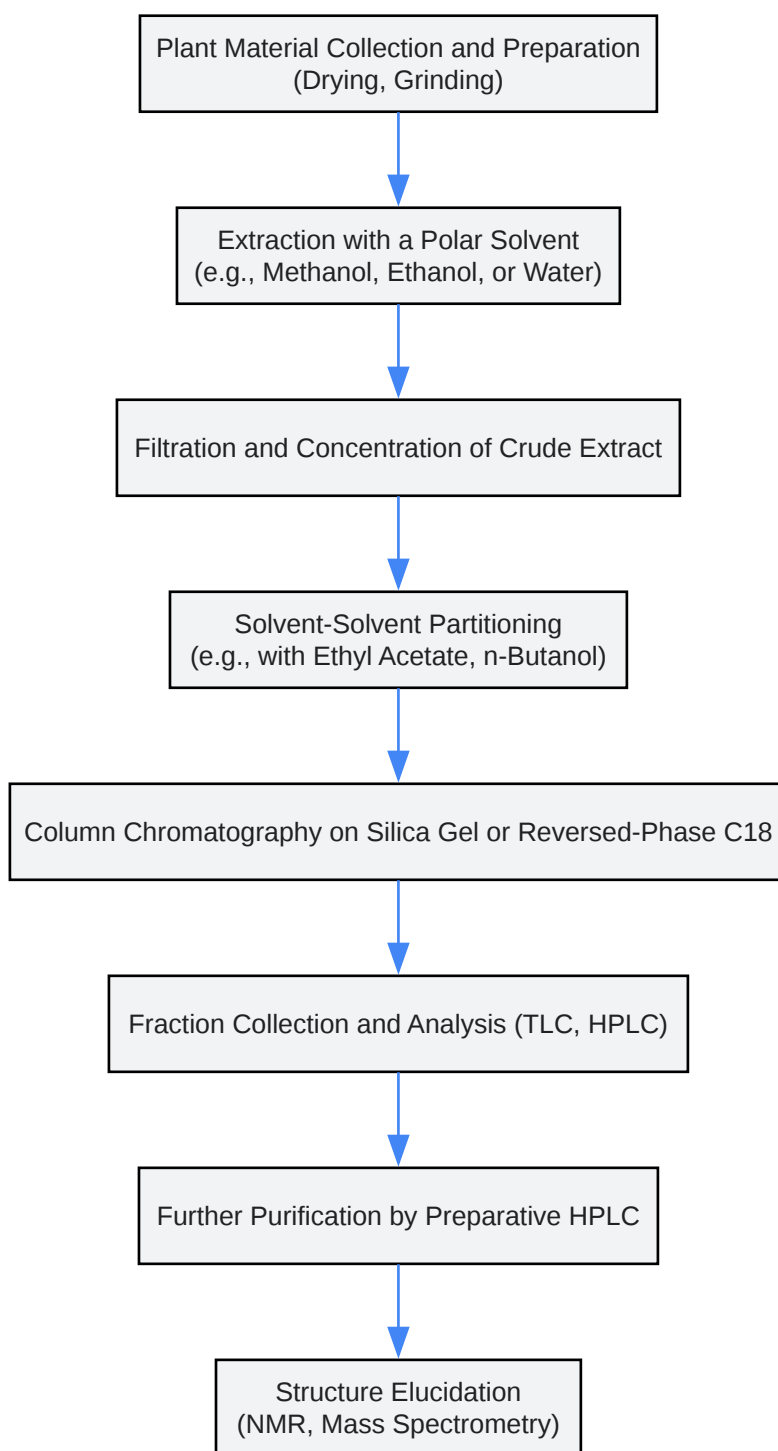 Plant Material Collection and Preparation
(Drying, Grinding)
Extraction with a Polar Solvent
(e.g., Methanol, Ethanol, or Water)
Filtration and Concentration of Crude Extract
Solvent-Solvent Partitioning
(e.g., with Ethyl Acetate, n-Butanol)
Column Chromatography on Silica Gel or Reversed-Phase C18
Fraction Collection and Analysis (TLC, HPLC)
Further Purification by Preparative HPLC
Structure Elucidation
(NMR, Mass Spectrometry)